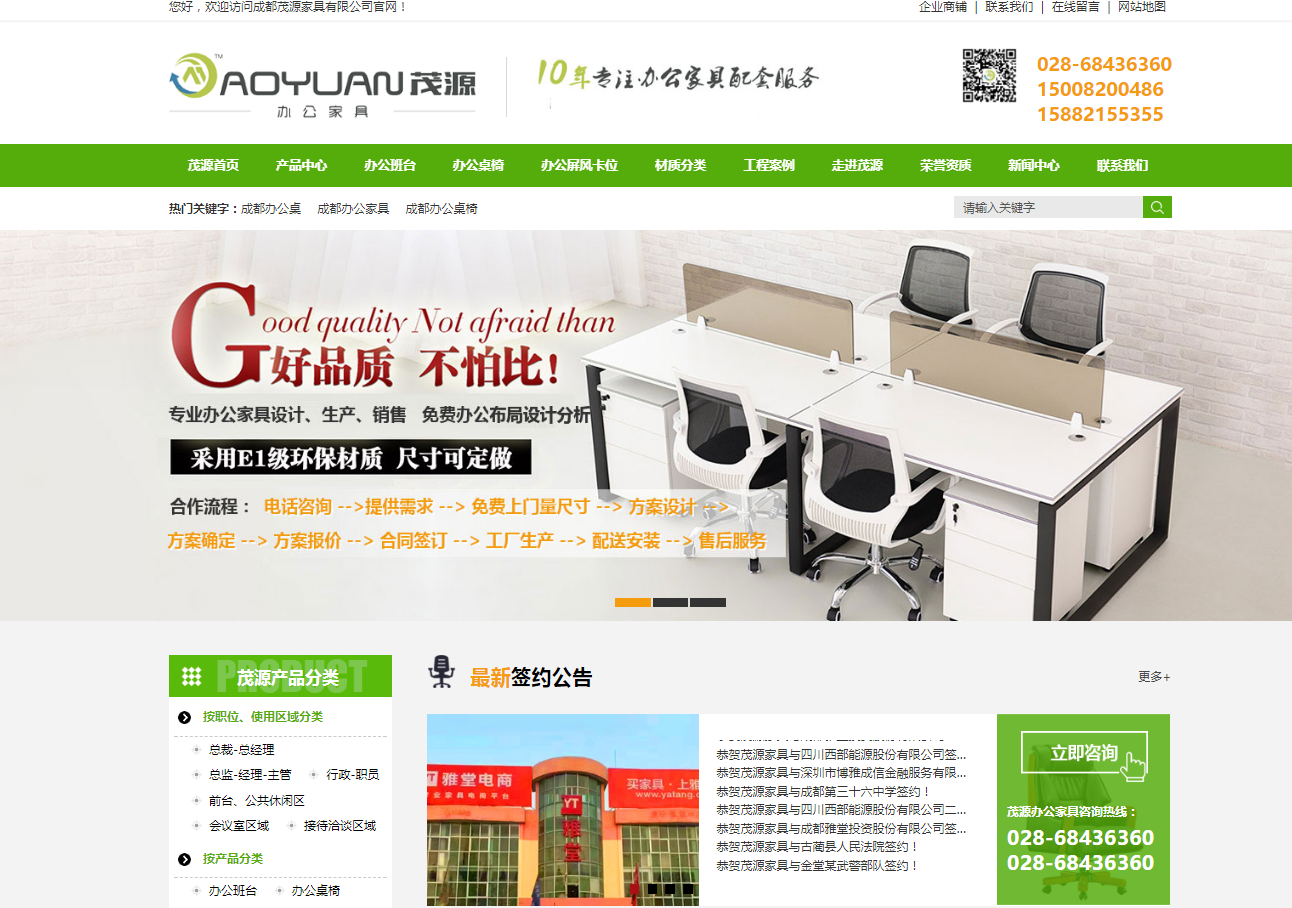 您好，欢迎访问成都茂源家具有限公司官网！
企业商铺 | 联系我们 | 在线留言 | 网站地图
AOYUAN茂源
TM
办公家具
10年专注办公家具配套服务
028-68436360
15008200486
15882155355
茂源首页 产品中心 办公班台 办公桌椅 办公屏风卡位 材质分类 工程案例 走进茂源 荣誉资质 新闻中心 联系我们
热门关键字：成都办公桌 成都办公家具 成都办公桌椅
请输入关键字
Good quality Not afraid than
好品质 不怕比！
专业办公家具设计、生产、销售 免费办公布局设计分析
采用E1级环保材质 尺寸可定做
合作流程： 电话咨询 -->提供需求 --> 免费上门量尺寸 --> 方案设计 -->
方案确定 --> 方案报价 --> 合同签订 --> 工厂生产 --> 配送安装 --> 售后服务
PRODUCT
茂源产品分类
按职位、使用区域分类
总裁-总经理
总监-经理-主管 行政-职员
前台、公共休闲区
会议室区域 接待洽谈区域
按产品分类
办公班台 办公桌椅
最新签约公告
更多+
雅堂电商
业家具电商平台
YT
雅堂
买家具·上雅
www.yatang.c
恭贺茂源家具与四川西部能源股份有限公司签...
恭贺茂源家具与深圳市博雅成信金融服务有限...
恭贺茂源家具与成都第三十六中学签约！
恭贺茂源家具与四川西部能源股份有限公司二...
恭贺茂源家具与成都雅堂投资股份有限公司签...
恭贺茂源家具与古蔺县人民法院签约！
恭贺茂源家具与金堂某武警部队签约！
立即咨询
茂源办公家具咨询热线：
028-68436360
028-68436360